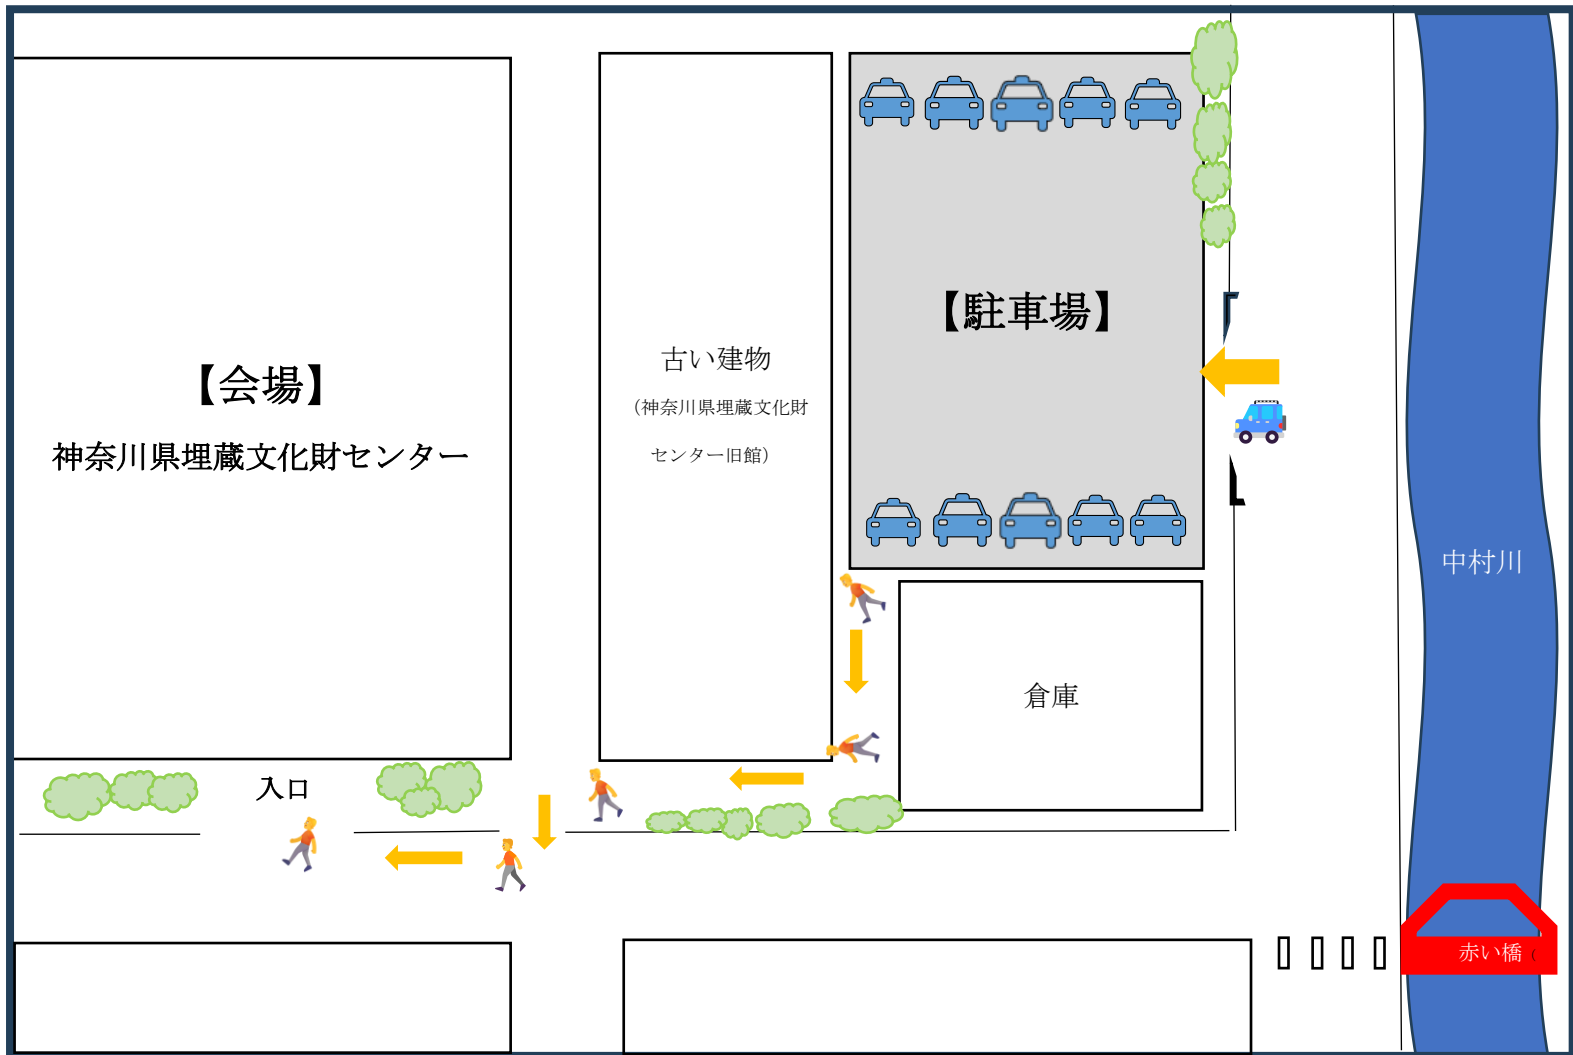 【駐車場】
古い建物
（神奈川県埋蔵文化財
センター旧館）
【会場】
神奈川県埋蔵文化財センター
中村川
倉庫
入口
赤い橋（